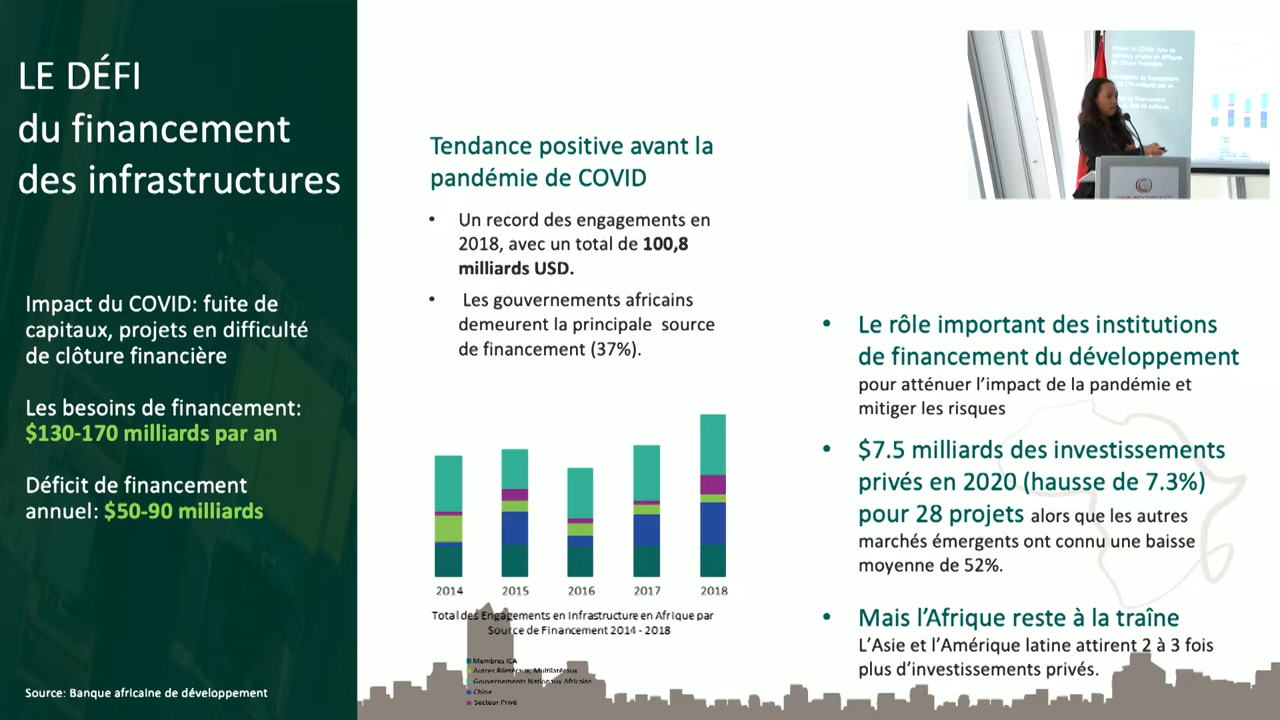 LE DÉFI
du financement
des infrastructures
Impact du COVID: fuite de
capitaux, projets en difficulté
de clôture financière
Les besoins de financement:
$130-170 milliards par an
Déficit de financement
annuel: $50-90 milliards
Source: Banque africaine de développement
Tendance positive avant la
pandémie de COVID
• Un record des engagements en
2018, avec un total de 100,8
milliards USD.
• Les gouvernements africains
demeurent la principale source
de financement (37%).
2014 2015 2016 2017 2018
Total des Engagements en Infrastructure en Afrique par
Source de Financement 2014 - 2018
Membres ICA
Autres Bilatéraux, Multilatéraux
Gouvernements Nationaux Africains
Chine
Secteur Privé
• Le rôle important des institutions
de financement du développement
pour atténuer l’impact de la pandémie et
mitiger les risques
• $7.5 milliards des investissements
privés en 2020 (hausse de 7.3%)
pour 28 projets alors que les autres
marchés émergents ont connu une baisse
moyenne de 52%.
• Mais l’Afrique reste à la traîne
L’Asie et l’Amérique latine attirent 2 à 3 fois
plus d’investissements privés.